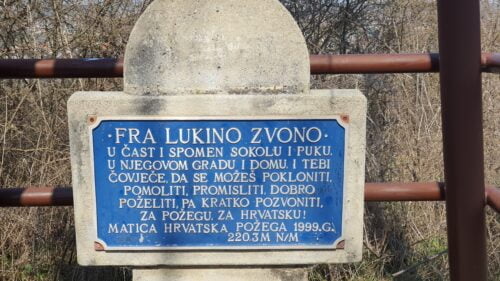 ·FRA LUKINO ZVONO·
U ČAST I SPOMEN SOKOLU I PUKU.
U NJEGOVOM GRADU I DOMU. I TEBI
ČOVJEČE, DA SE MOŽEŠ POKLONITI,
POMOLITI, PROMISLITI, DOBRO
POŽELITI, PA KRATKO POZVONITI,
ZA POŽEGU. ZA HRVATSKU!
MATICA HRVATSKA POŽEGA 1999.G.
220.3M N/M